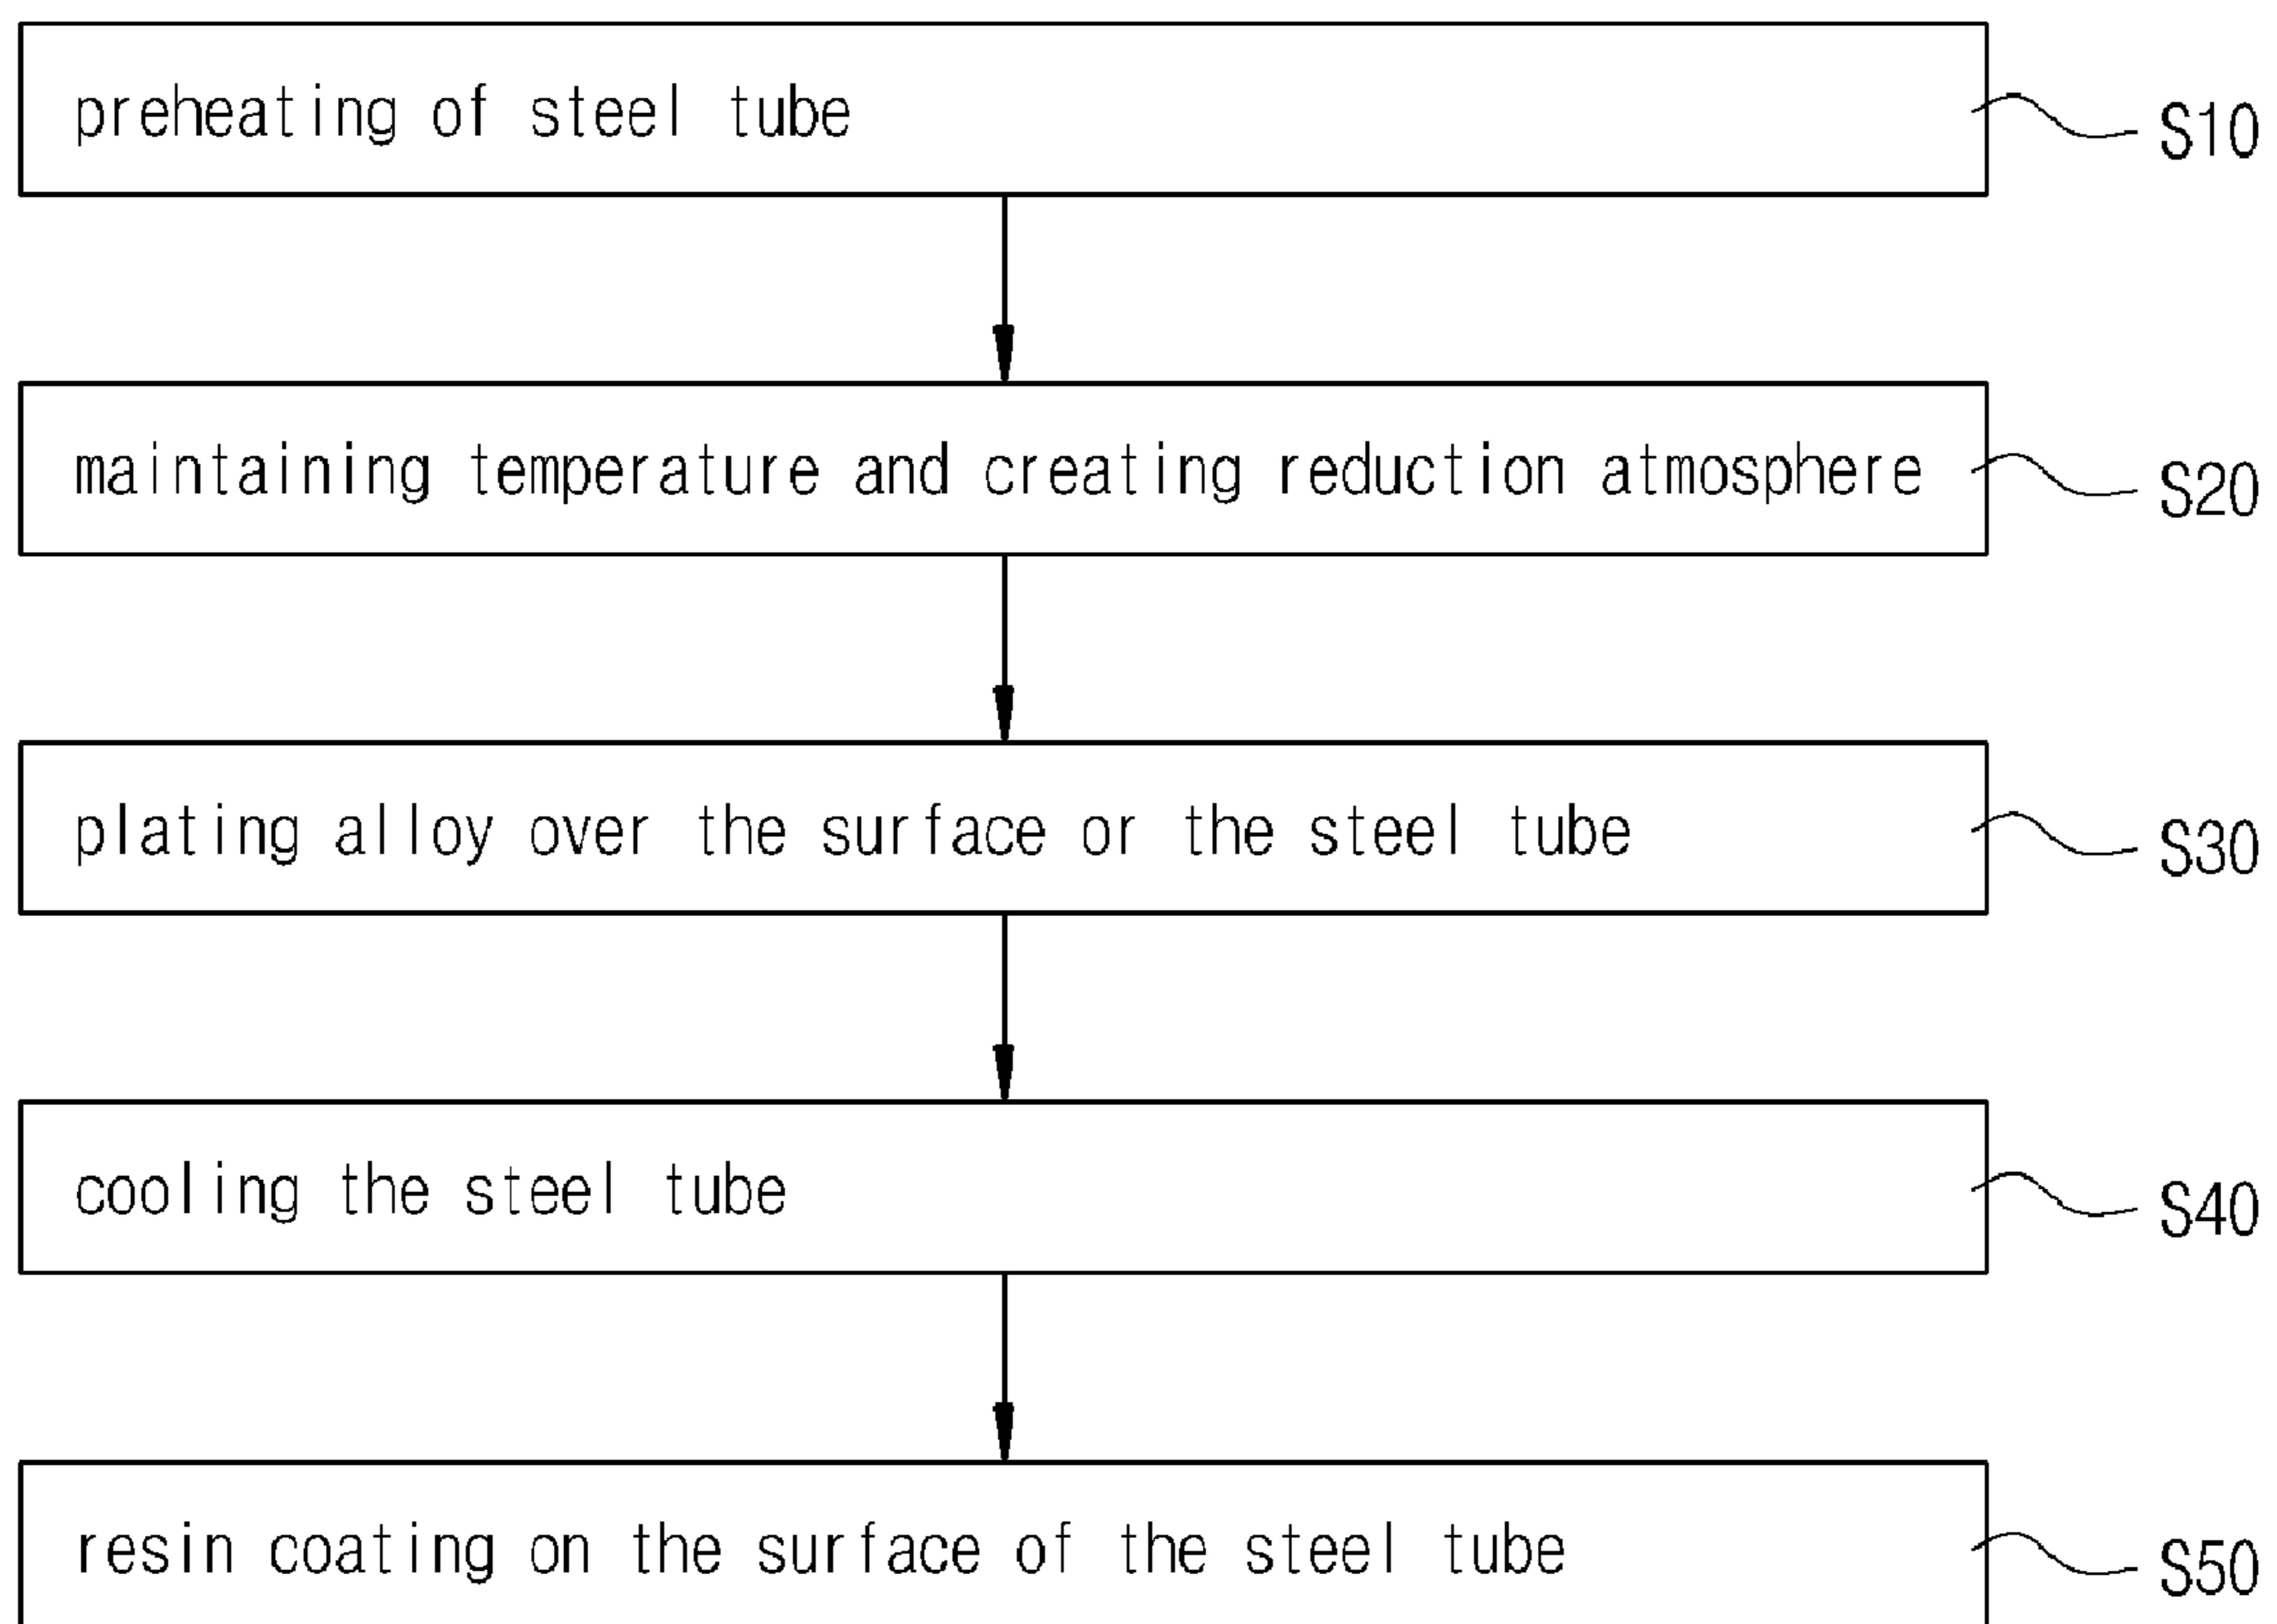 preheating of steel tube
S10
maintaining temperature and creating reduction atmosphere
S20
plating alloy over the surface or the steel tube
S30
cooling the steel tube
S40
resin coating on the surface of the steel tube
S50